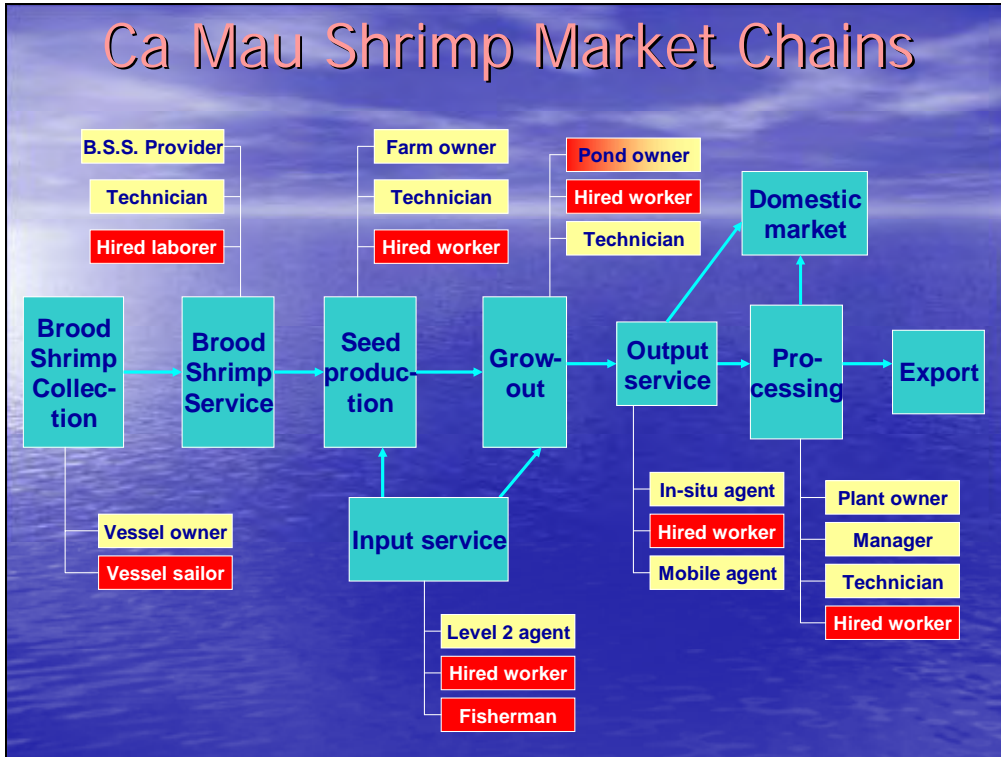 Ca Mau Shrimp Market Chains
B.S.S. Provider
Technician
Hired laborer
Farm owner
Technician
Hired worker
Pond owner
Hired worker
Technician
Domestic
market
Brood
Shrimp
Collec-
tion
Brood
Shrimp
Service
Seed
produc-
tion
Grow-
out
Output
service
Pro-
cessing
Export
Vessel owner
Vessel sailor
Input service
Level 2 agent
Hired worker
Fisherman
In-situ agent
Hired worker
Mobile agent
Plant owner
Manager
Technician
Hired worker